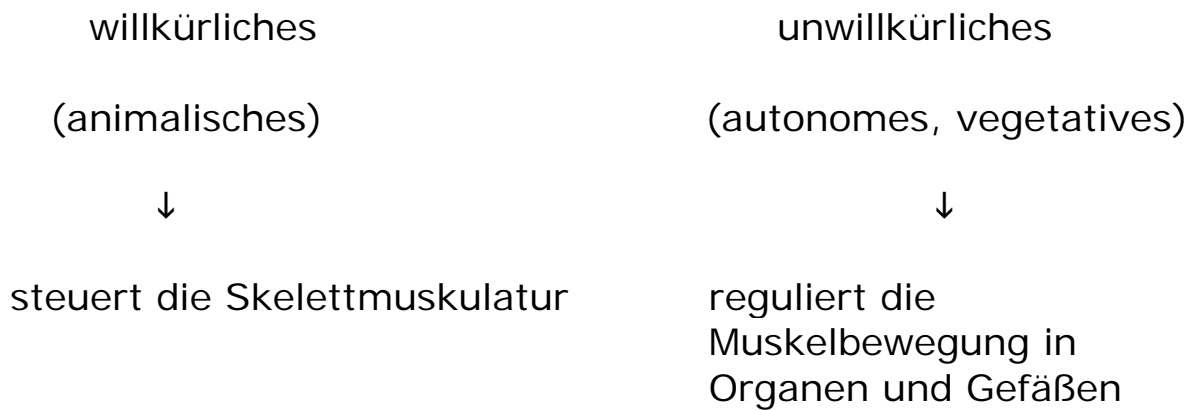 willkürliches unwillkürliches
(animalisches) (autonomes, vegetatives)
↓ ↓
steuert die Skelettmuskulatur reguliert die
Muskelbewegung in
Organen und Gefäßen